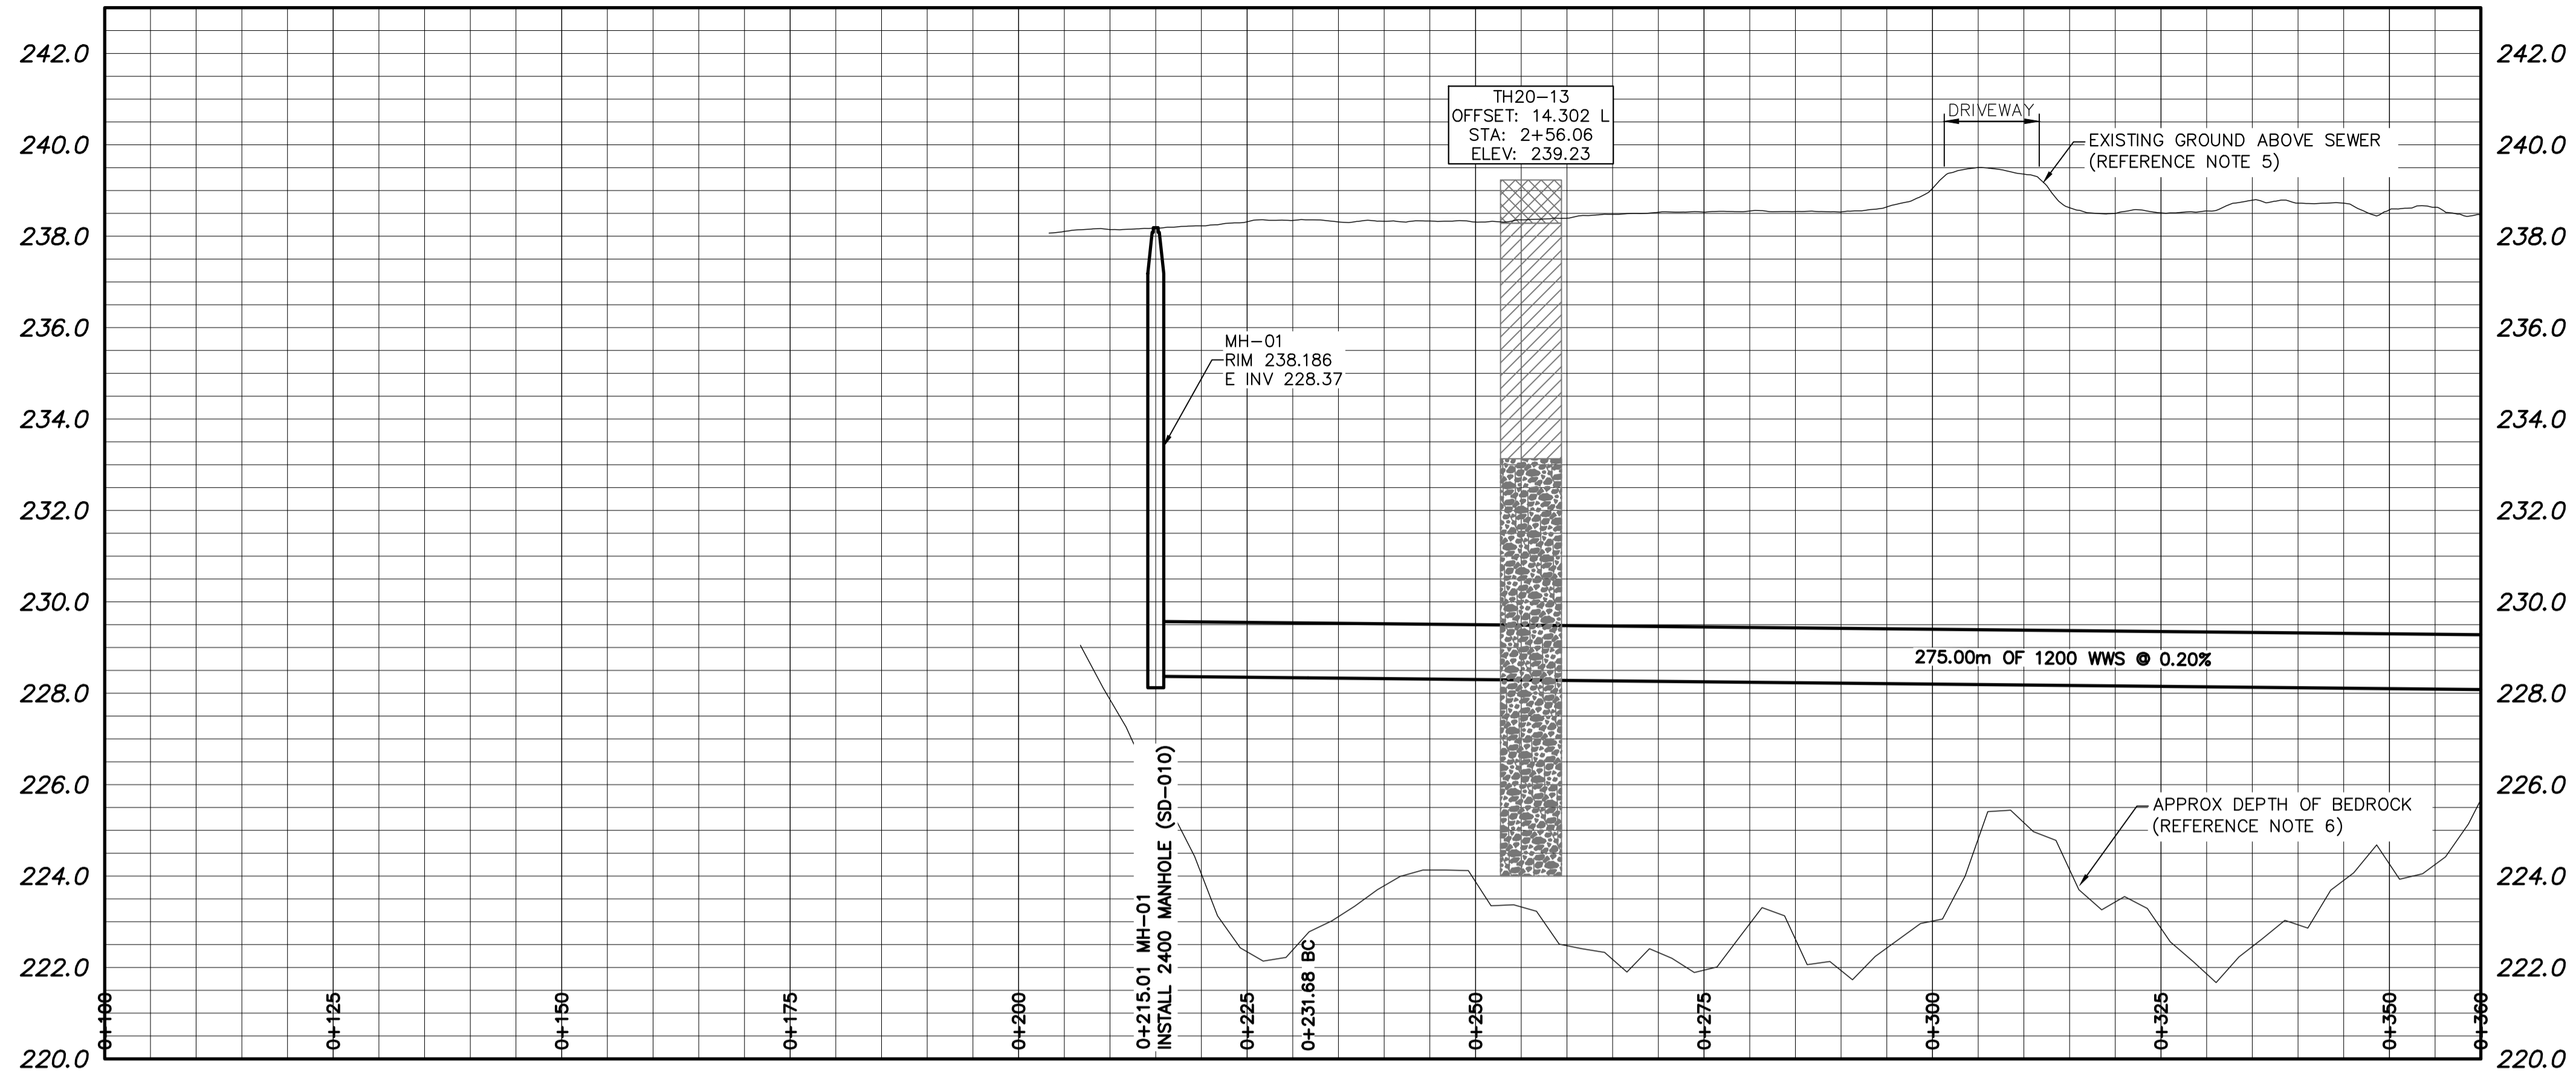 242.0
240.0
238.0
236.0
234.0
232.0
230.0
228.0
226.0
224.0
222.0
220.0
TH20-13
OFFSET: 14.302 L
STA: 2+56.06
ELEV: 239.23
DRIVEWAY
EXISTING GROUND ABOVE SEWER
(REFERENCE NOTE 5)
MH-01
RIM 238.186
E INV 228.37
275.00m OF 1200 WWS @ 0.20%
APPROX DEPTH OF BEDROCK
(REFERENCE NOTE 6)
0+100
0+125
0+150
0+175
0+200
0+215.01 MH-01
INSTALL 2400 MANHOLE (SD-010)
0+225
0+231.68 BC
0+250
0+275
0+300
0+325
0+350
0+360
242.0
240.0
238.0
236.0
234.0
232.0
230.0
228.0
226.0
224.0
222.0
220.0